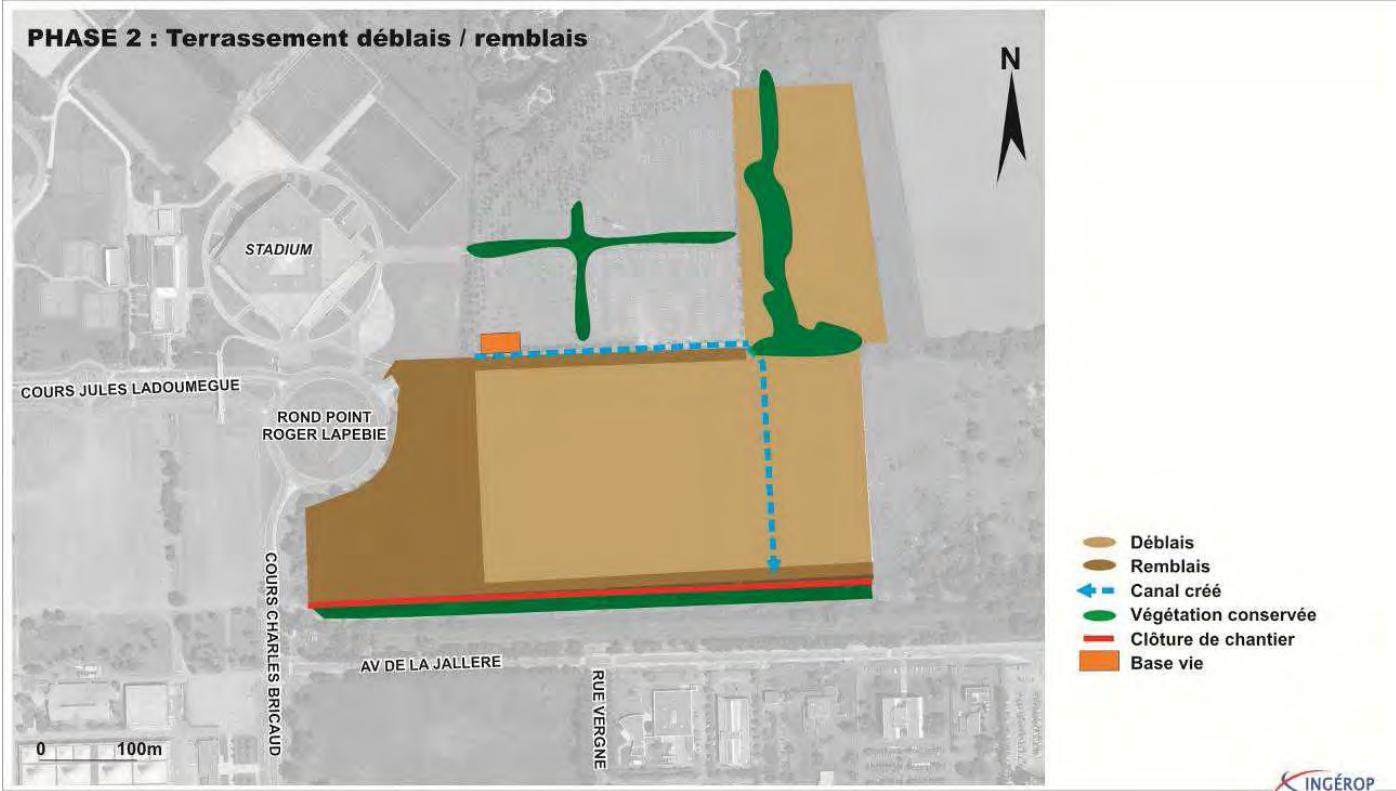 PHASE 2 : Terrassement déblais / remblais
N
STADIUM
COURS JULES LADOUMEGUE
ROND POINT
ROGER LAPEBIE
COURS CHARLES BRICAUD
AV DE LA JALLERE
RUE VERGNE
0 100m
Déblais
Remblais
Canal créé
Végétation conservée
Clôture de chantier
Base vie
INGÉROP